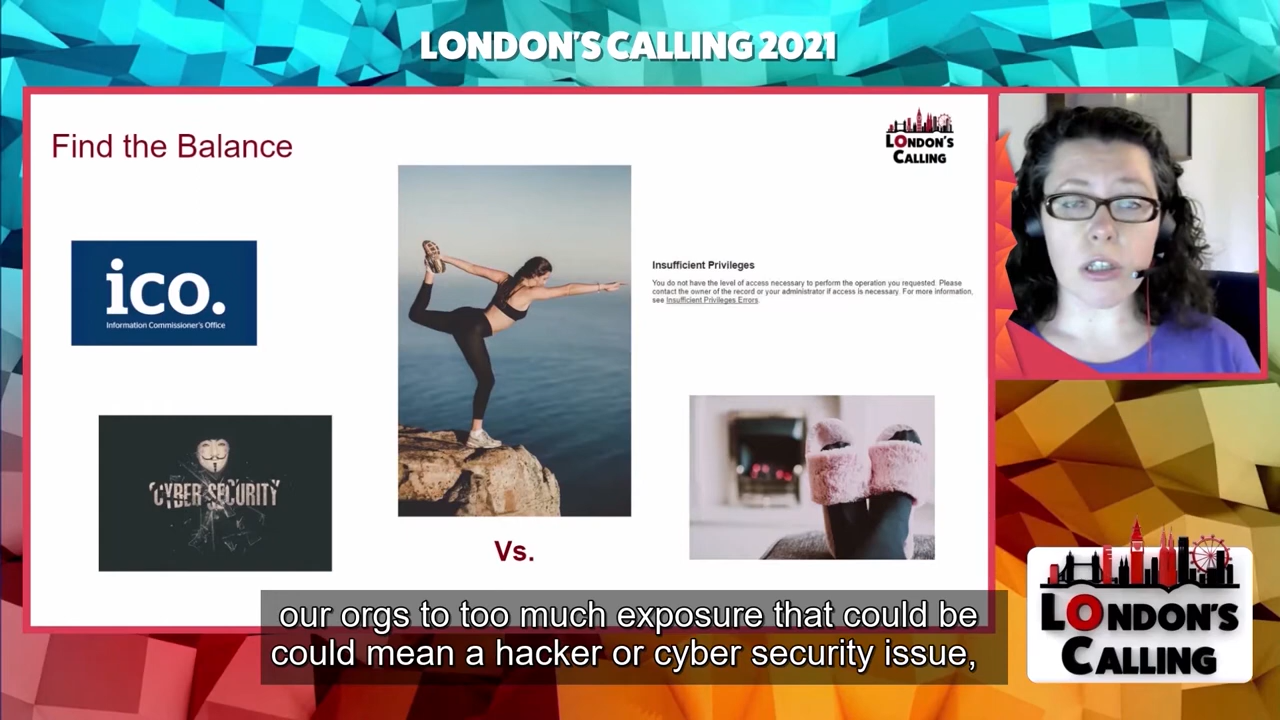 LONDON'S CALLING 2021
Find the Balance
LONDON'S
CALLING
ico.
Information Commissioner's Office
Insufficient Privileges
You do not have the level of access necessary to perform the operation you requested. Please
contact the owner of the record or your administrator if access is necessary. For more information,
see Insufficient Privileges Errors.
CYBER SECURITY
Vs.
our orgs to too much exposure that could be
could mean a hacker or cyber security issue,
LONDON'S
CALLING